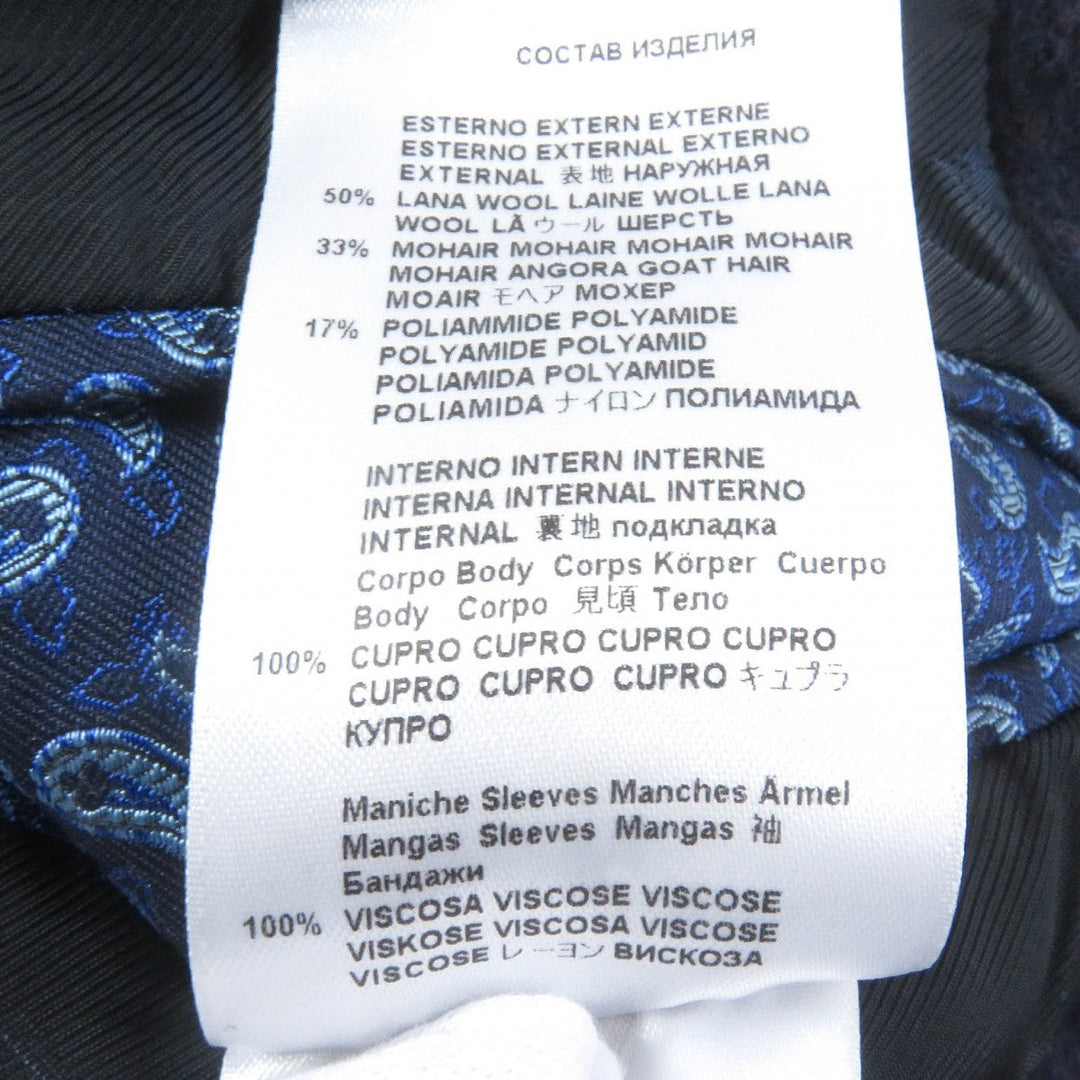 СОСТАВ ИЗДЕЛИЯ
ESTERNO EXTERN EXTERNE
ESTERNO EXTERNAL EXTERNO
EXTERNAL 表地 НАРУЖНАЯ
50% LANA WOOL LAINE WOLLE LANA
WOOL LÃ ウール ШЕРСТЬ
33% MOHAIR MOHAIR MOHAIR MOHAIR
MOHAIR ANGORA GOAT HAIR
MOAIR モヘア МОХЕР
17% POLIAMMIDE POLYAMIDE
POLYAMIDE POLYAMID
POLIAMIDA POLYAMIDE
POLIAMIDA ナイロン ПОЛИАМИДА
INTERNO INTERN INTERNE
INTERNA INTERNAL INTERNO
INTERNAL 裏地 подкладка
Corpo Body Corps Körper Cuerpo
Body Corpo 見頃 Тело
100% CUPRO CUPRO CUPRO CUPRO
CUPRO CUPRO CUPRO キュプラ
КУПРО
Maniche Sleeves Manches Ärmel
Mangas Sleeves Mangas 袖
Бандажи
100% VISCOSA VISCOSE VISCOSE
VISKOSE VISCOSA VISCOSE
VISCOSE レーヨン ВИСКОЗА